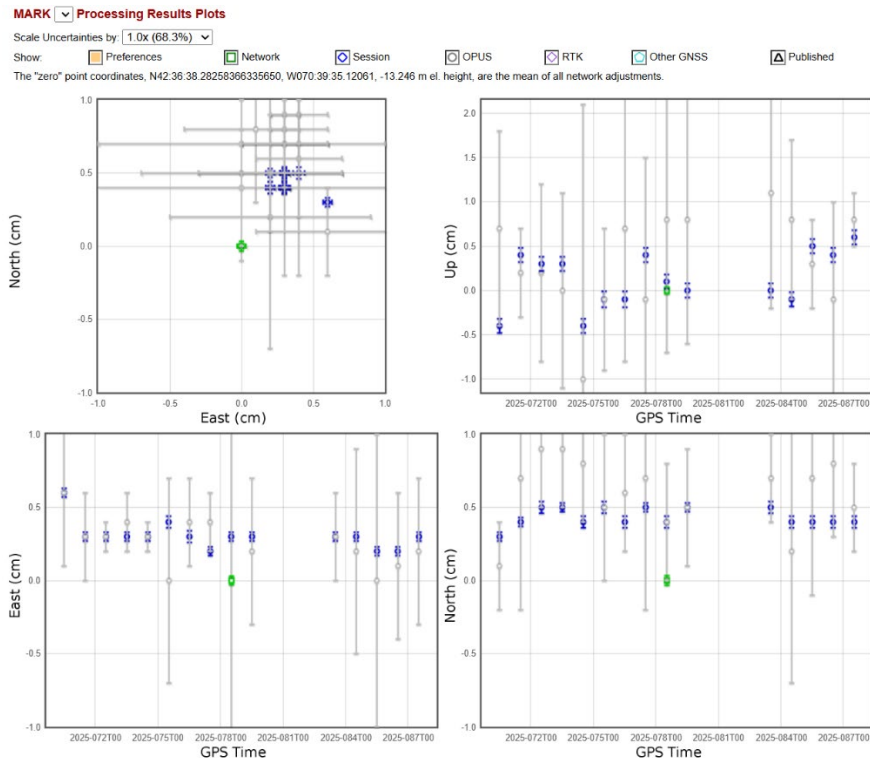 MARK Processing Results Plots
Scale Uncertainties by: 1.0x (68.3%)
Show: Preferences Network Session OPUS RTK Other GNSS Published
The "zero" point coordinates, N42:36:38.28258366335650, W070:39:35.12061, -13.246 m el. height, are the mean of all network adjustments.
1.0
0.5
0.0
-0.5
-1.0
North (cm)
-1.0 -0.5 0.0 0.5 1.0
East (cm)
2.0
1.5
1.0
0.5
0.0
-0.5
-1.0
Up (cm)
2025-072T00 2025-075T00 2025-078T00 2025-081T00 2025-084T00 2025-087T00
GPS Time
1.0
0.5
0.0
-0.5
-1.0
East (cm)
2025-072T00 2025-075T00 2025-078T00 2025-081T00 2025-084T00 2025-087T00
GPS Time
1.0
0.5
0.0
-0.5
-1.0
North (cm)
2025-072T00 2025-075T00 2025-078T00 2025-081T00 2025-084T00 2025-087T00
GPS Time